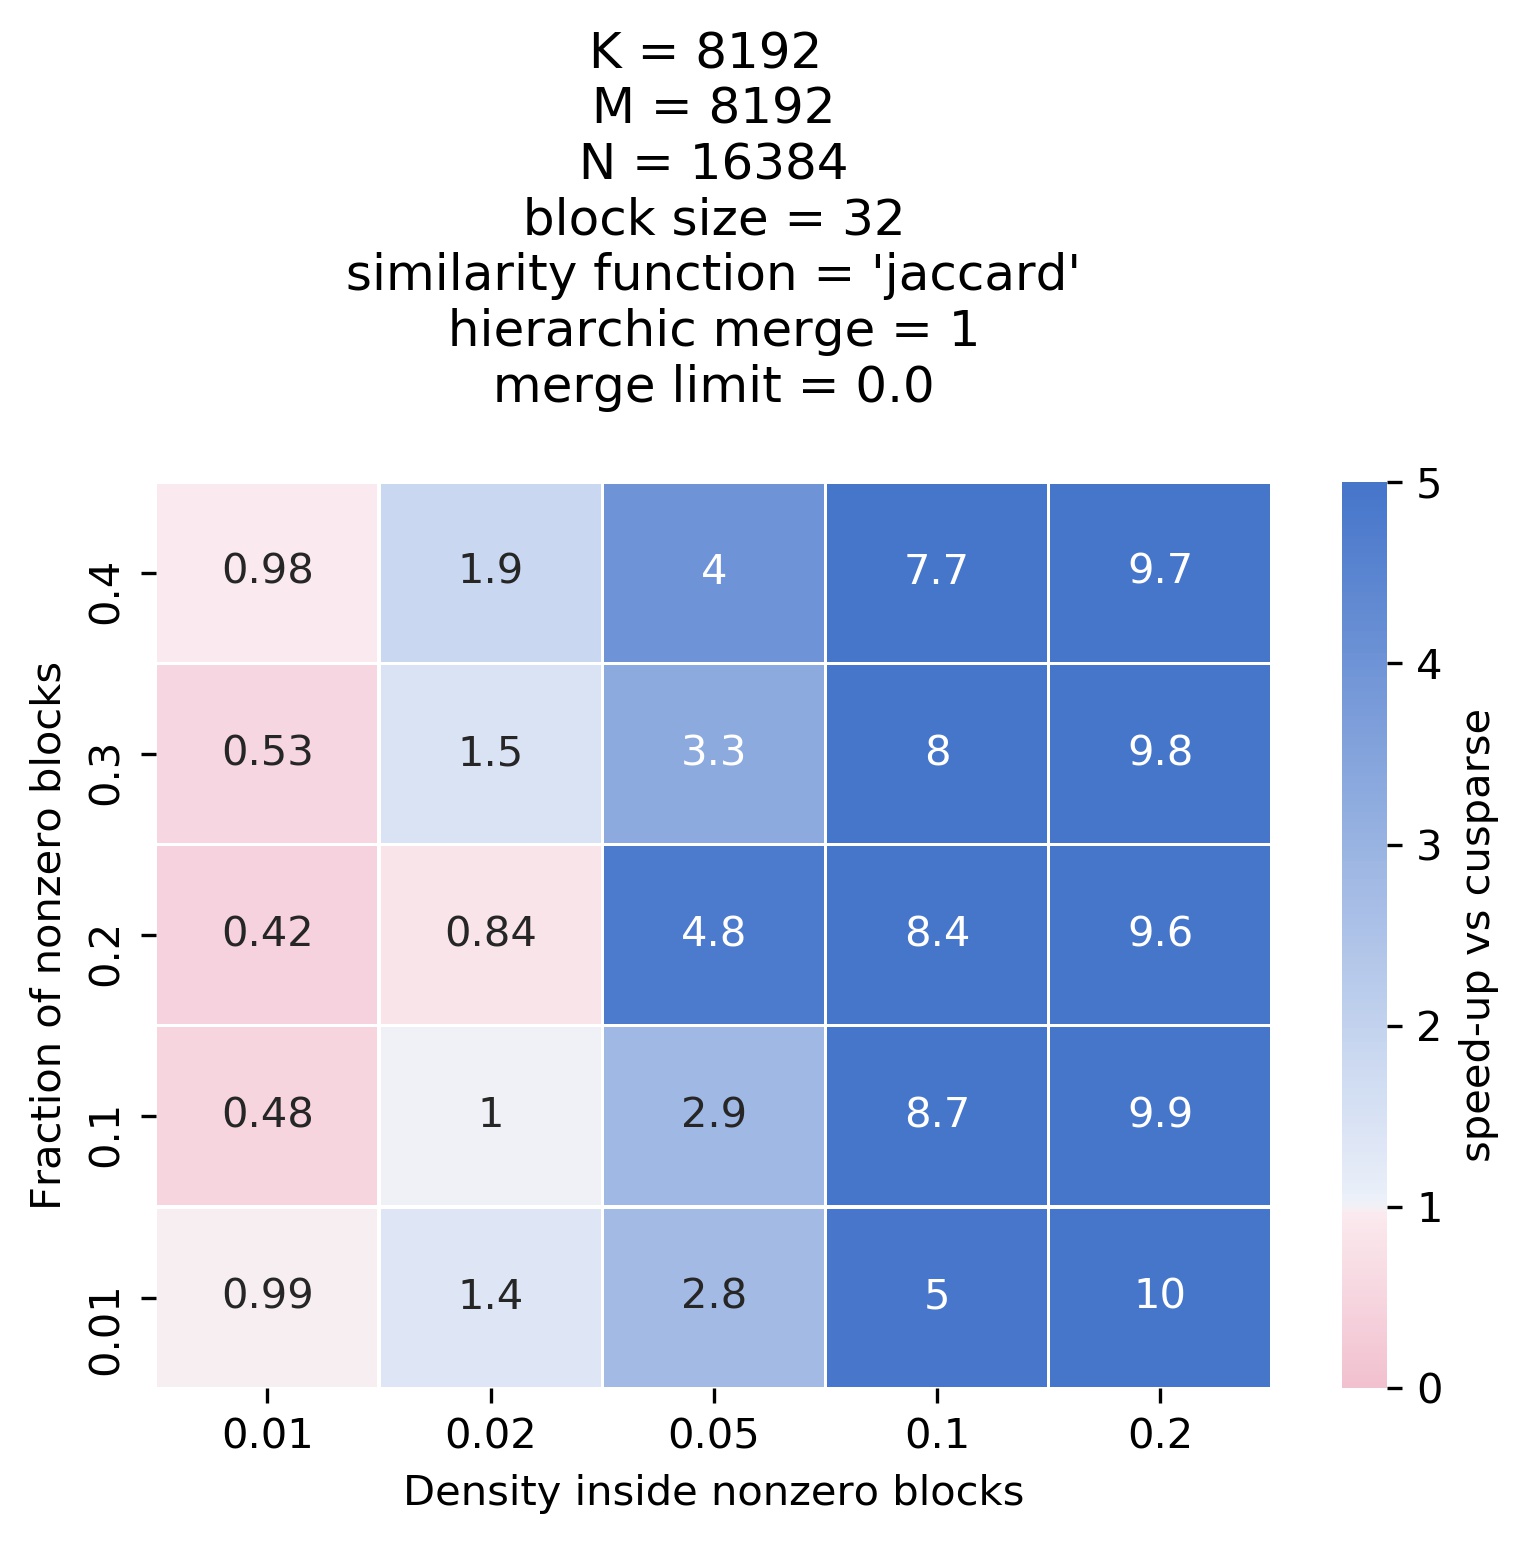 K = 8192
M = 8192
N = 16384
block size = 32
similarity function = 'jaccard'
hierarchic merge = 1
merge limit = 0.0
Fraction of nonzero blocks
0.4 0.98 1.9 4 7.7 9.7
0.3 0.53 1.5 3.3 8 9.8
0.2 0.42 0.84 4.8 8.4 9.6
0.1 0.48 1 2.9 8.7 9.9
0.01 0.99 1.4 2.8 5 10
0.01 0.02 0.05 0.1 0.2
Density inside nonzero blocks
5
4
3
2
1
0
speed-up vs cusparse